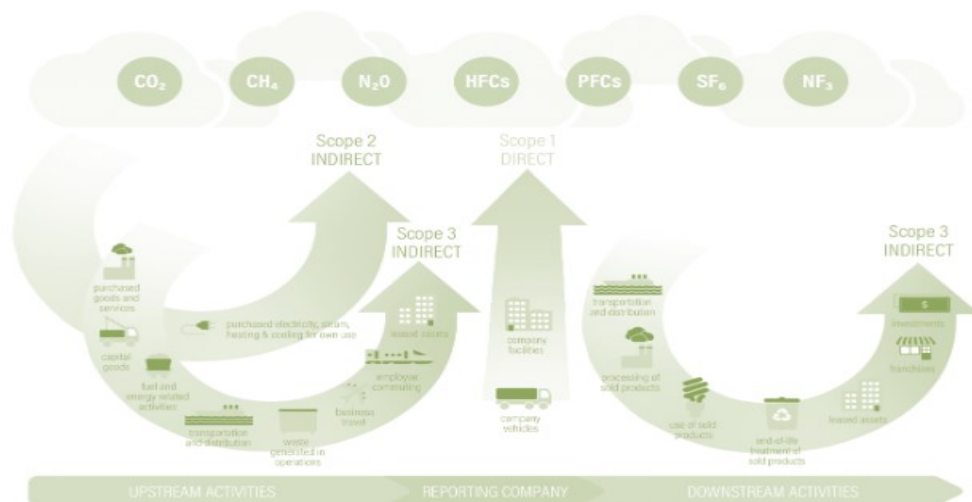 CO₂ CH₄ N₂0 HFCs PFCs SF₆ NF₃
Scope 2
INDIRECT
Scope 1
DIRECT
Scope 3
INDIRECT
Scope 3
INDIRECT
purchased
goods and
services
capital
goods
fuel and
energy related
activities
purchased electricity, steam,
heating & cooling for own use
transportation
and distribution
waste
generated in
operations
business
travel
employee
commuting
leased assets
company
facilities
company
vehicles
transportation
and distribution
processing of
sold products
use of sold
products
end-of-life
treatment of
sold products
leased assets
franchises
investments
$
UPSTREAM ACTIVITIES
REPORTING COMPANY
DOWNSTREAM ACTIVITIES